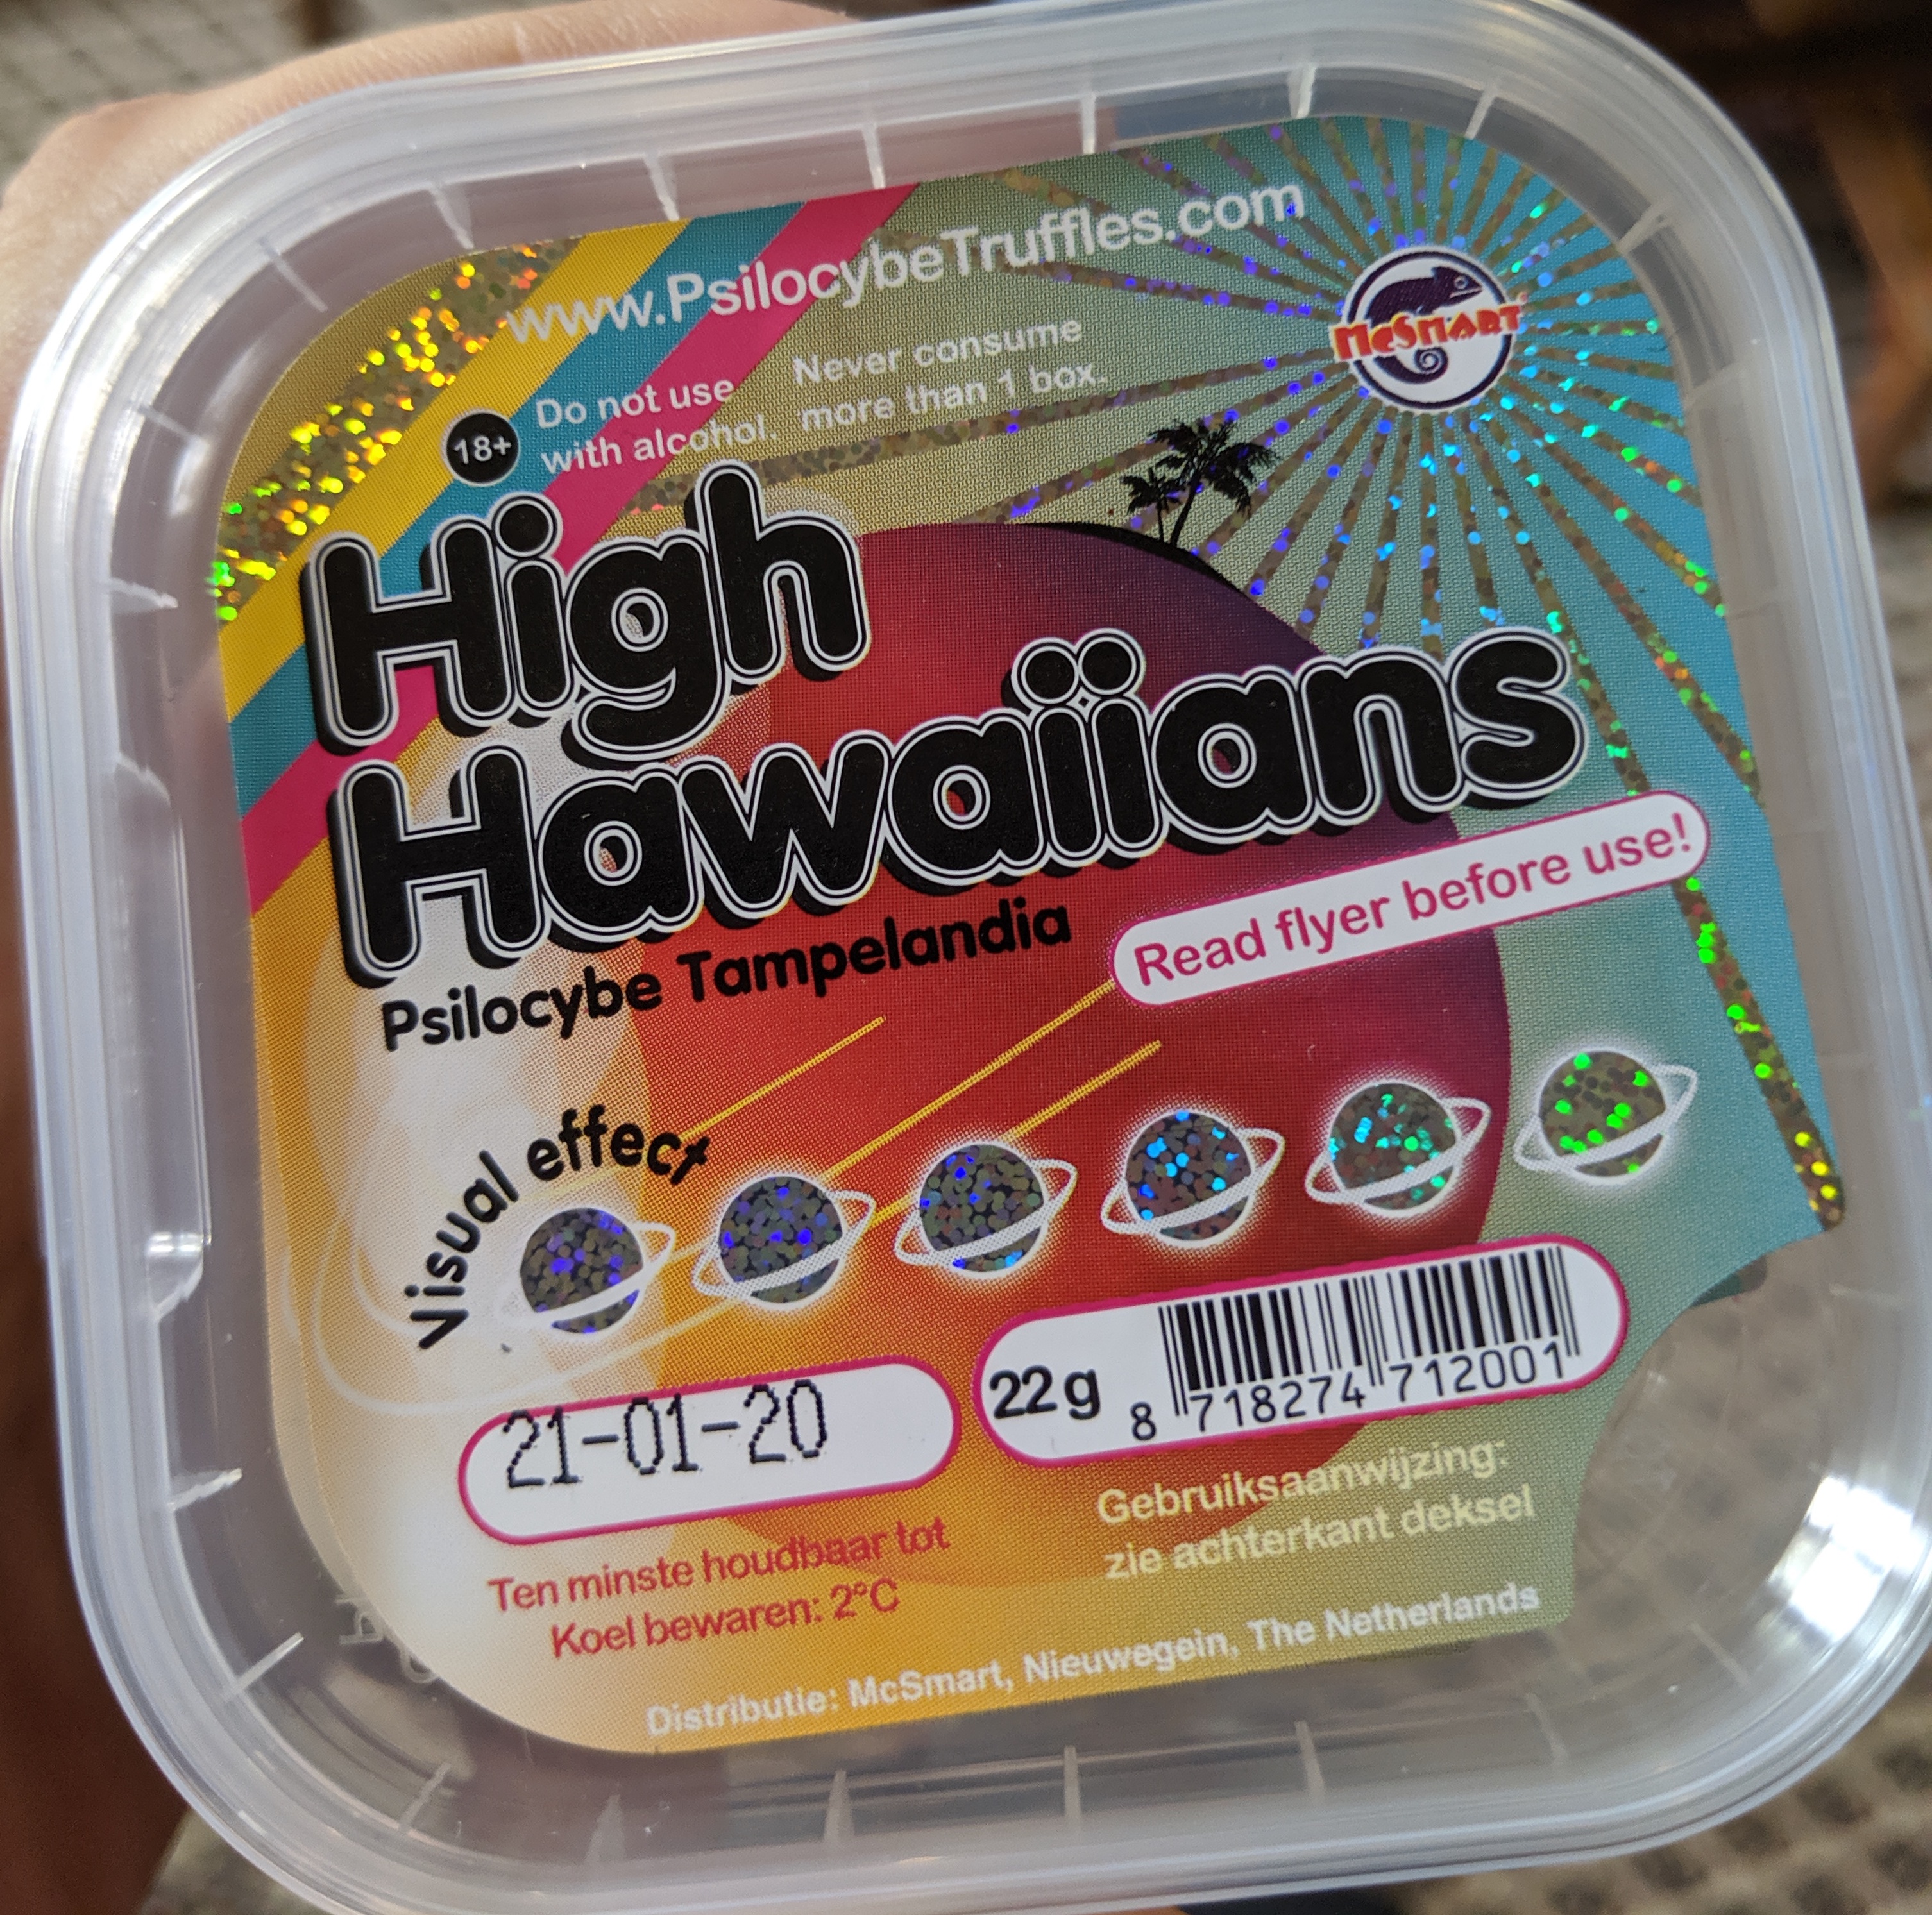 www.PsilocybeTruffles.com
McSmart
18+
Do not use
with alcohol.
Never consume
more than 1 box.
High
Hawaïïans
Psilocybe Tampelandia
Read flyer before use!
Visual effect
21-01-20
22g
8 718274 712001
Ten minste houdbaar tot
Koel bewaren: 2°C
Gebruiksaanwijzing:
zie achterkant deksel
Distributie: McSmart, Nieuwegein, The Netherlands